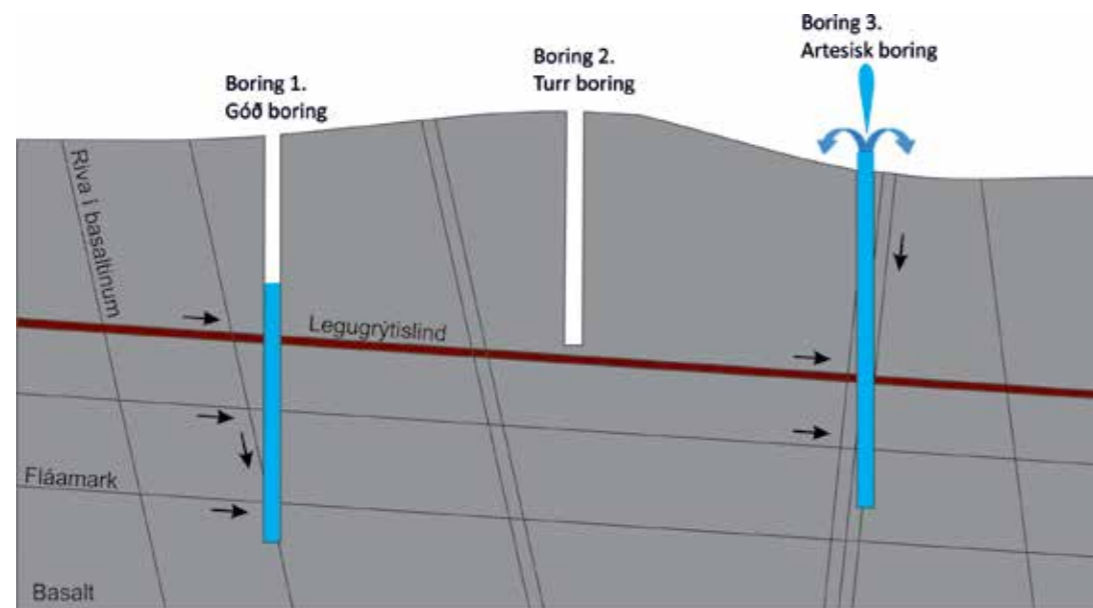 Boring 1.
Góð boring
Boring 2.
Turr boring
Boring 3.
Artesisk boring
Riva í basaltinum
Legugrýtislind
Fláamark
Basalt